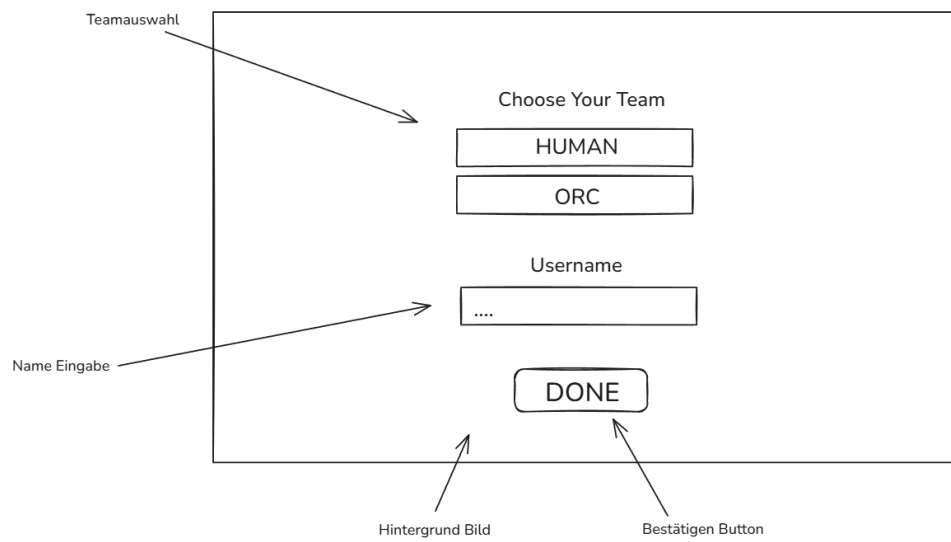 Teamauswahl
Choose Your Team
HUMAN
ORC
Username
....
Name Eingabe
DONE
Hintergrund Bild
Bestätigen Button